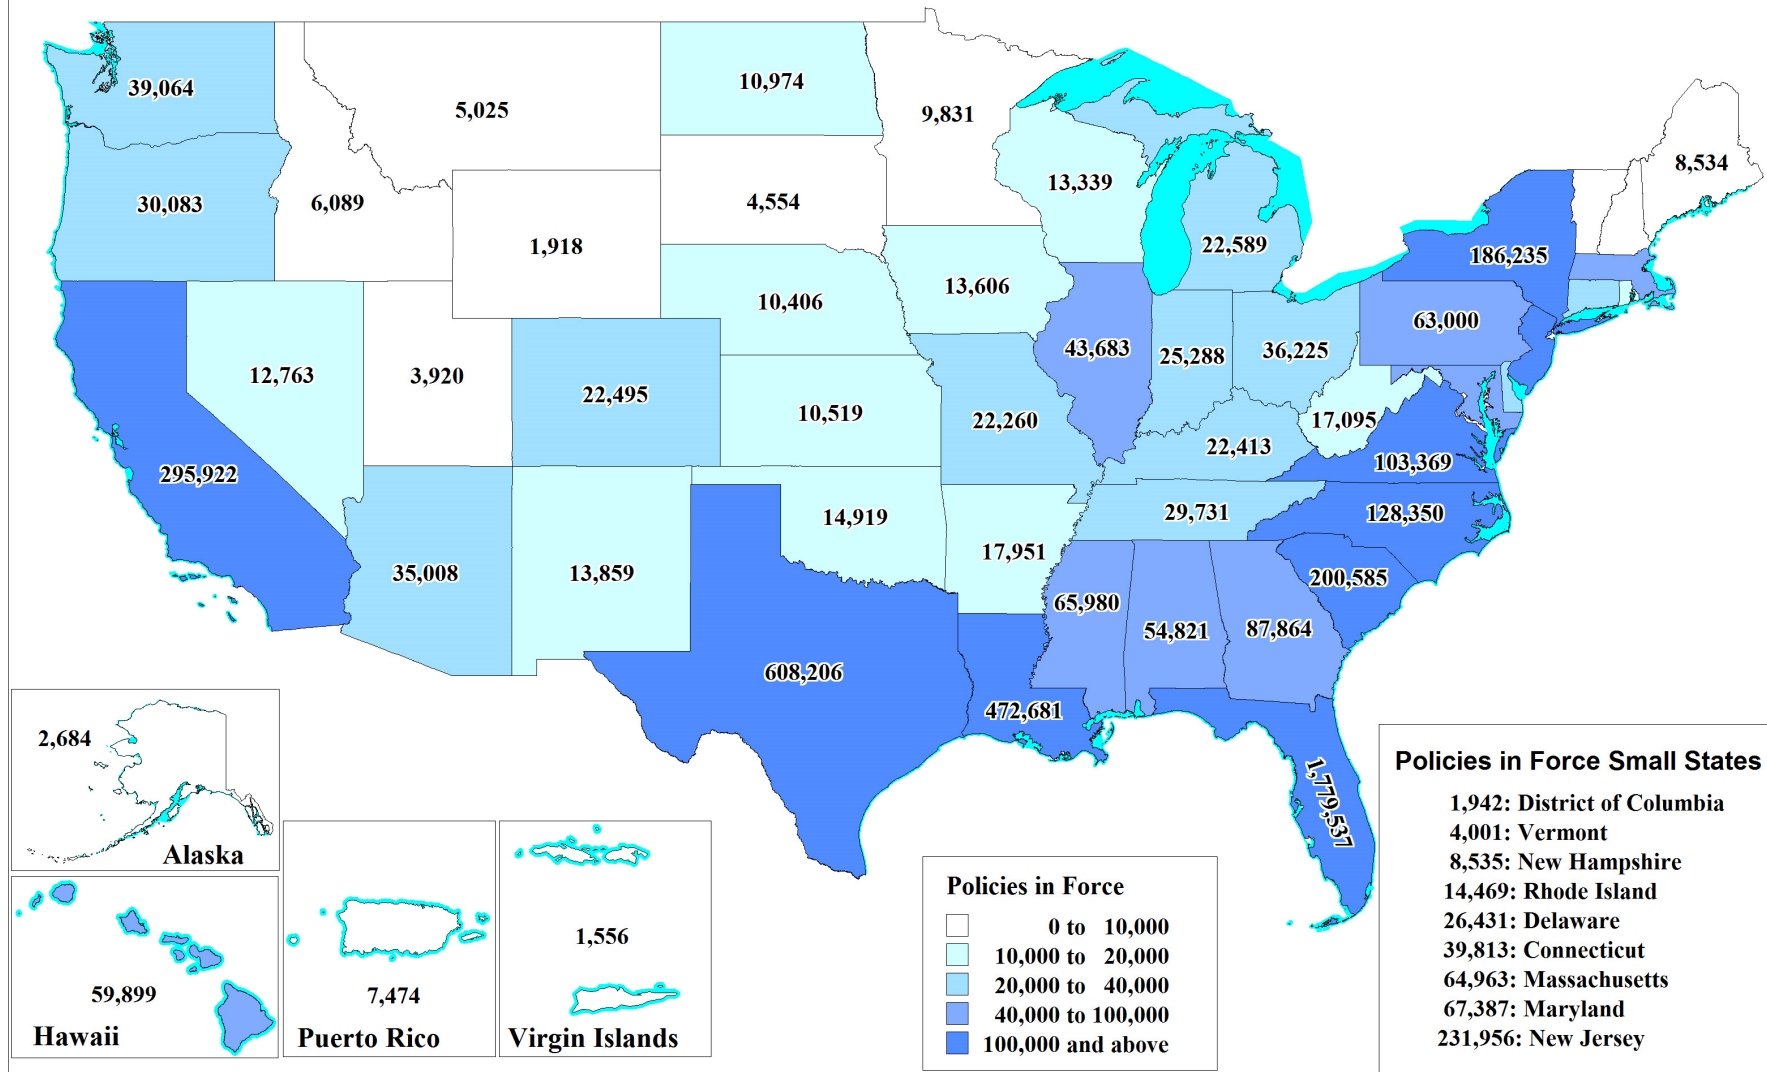 39,064
5,025
10,974
9,831
8,534
13,339
30,083
6,089
4,554
1,918
22,589
186,235
10,406
13,606
63,000
43,683
25,288
36,225
12,763
3,920
22,495
10,519
22,260
17,095
22,413
103,369
295,922
14,919
29,731
128,350
17,951
35,008
13,859
200,585
65,980
54,821
87,864
608,206
472,681
1,779,537
2,684
Alaska
59,899
Hawaii
7,474
Puerto Rico
1,556
Virgin Islands
Policies in Force
0 to 10,000
10,000 to 20,000
20,000 to 40,000
40,000 to 100,000
100,000 and above
Policies in Force Small States
1,942: District of Columbia
4,001: Vermont
8,535: New Hampshire
14,469: Rhode Island
26,431: Delaware
39,813: Connecticut
64,963: Massachusetts
67,387: Maryland
231,956: New Jersey